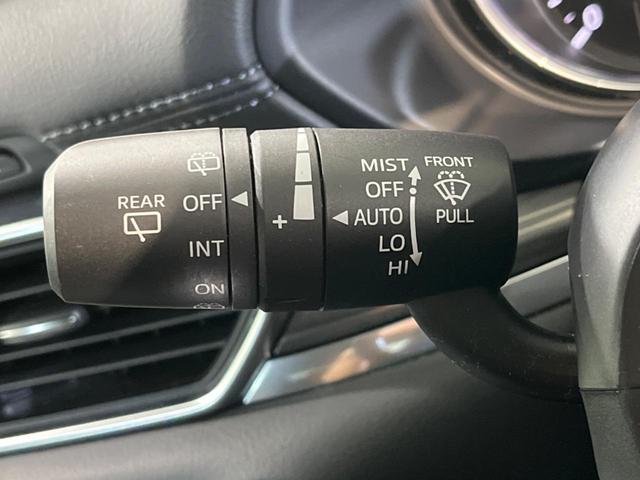 REAR
OFF
INT
ON
+
MIST
OFF
AUTO
LO
HI
FRONT
PULL